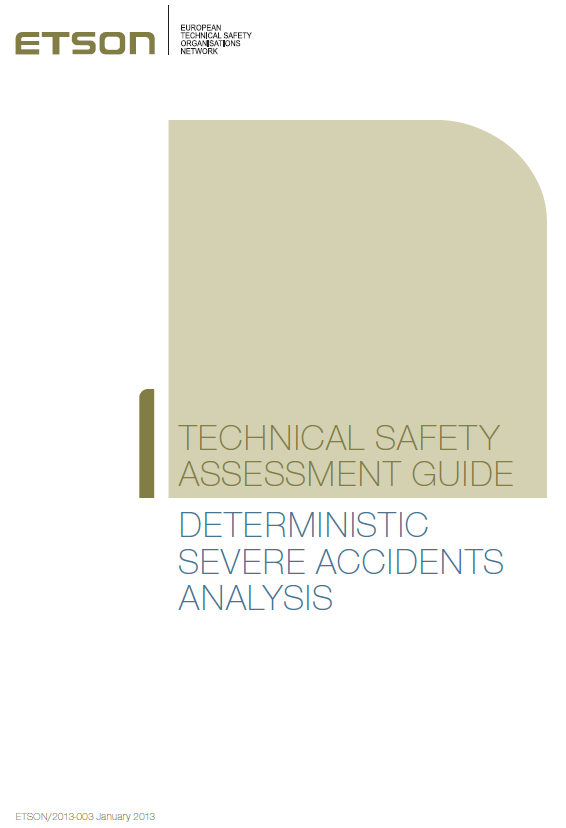 ETSON
EUROPEAN
TECHNICAL SAFETY
ORGANISATIONS
NETWORK
TECHNICAL SAFETY
ASSESSMENT GUIDE
DETERMINISTIC
SEVERE ACCIDENTS
ANALYSIS
ETSON/2013-003 January 2013